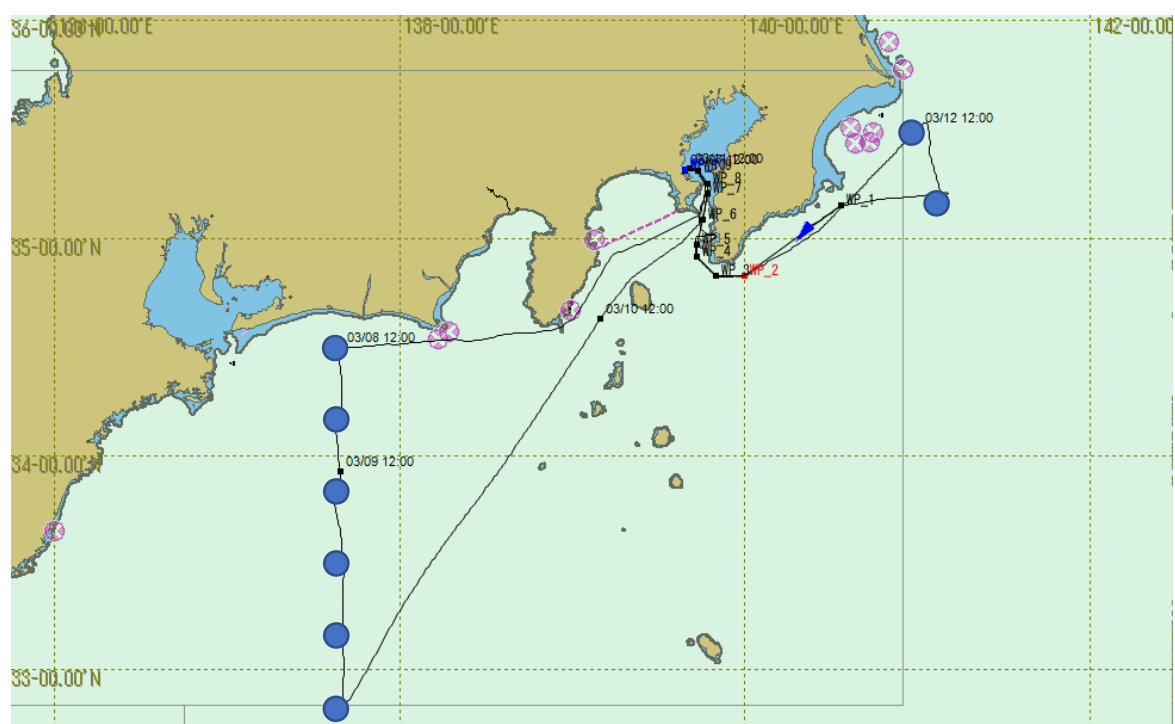 36-00.00'N
138-00.00'E
140-00.00'E
142-00.00
03/12 12:00
WP_8
WP_7
WP_1
WP_6
35-00.00'N
WP_5
WP_4
WP_3
WP_2
03/10 12:00
03/08 12:00
03/09 12:00
34-00.00'N
33-00.00'N